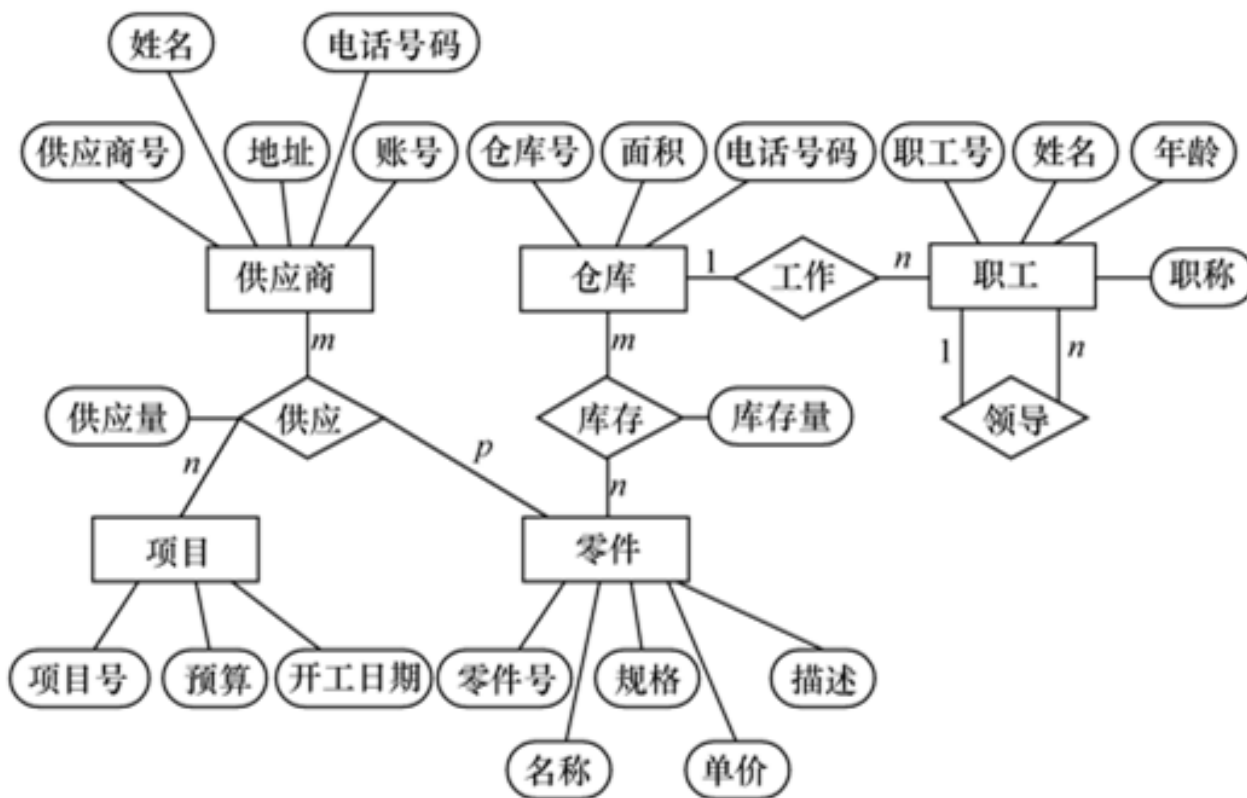 姓名 电话号码
供应商号 地址 账号 仓库号 面积 电话号码 职工号 姓名 年龄
供应商 仓库 1 工作 n 职工 职称
m m 1 n
供应量 供应 库存 库存量 领导
n p n
项目 零件
项目号 预算 开工日期 零件号 规格 描述
名称 单价